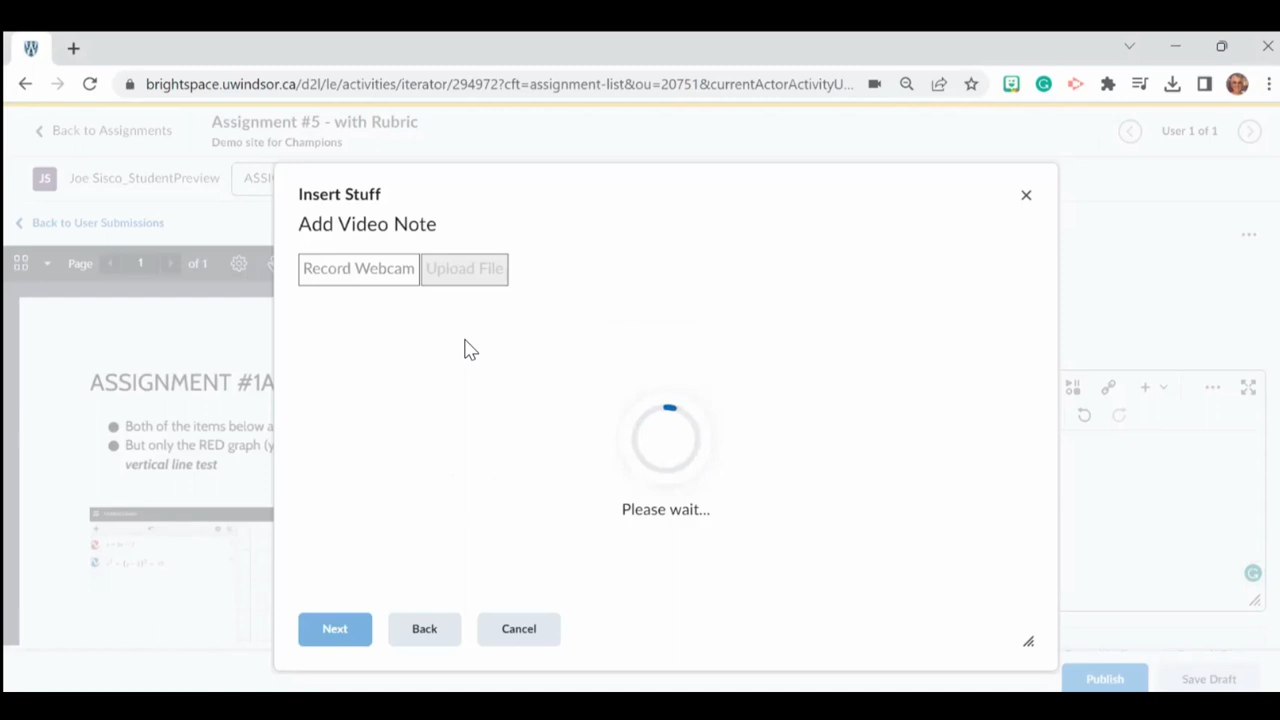 brightspace.uwindsor.ca/d2l/le/activities/iterator/294972?cft=assignment-list&ou=20751&currentActorActivityU...
Back to Assignments
Assignment #5 - with Rubric
Demo site for Champions
User 1 of 1
JS
Joe Sisco_StudentPreview
ASSI
Back to User Submissions
Page
1
of 1
Insert Stuff
Add Video Note
Record Webcam
Upload File
ASSIGNMENT #1A
Both of the items below a
But only the RED graph (y
vertical line test
Please wait...
Next
Back
Cancel
Publish
Save Draft